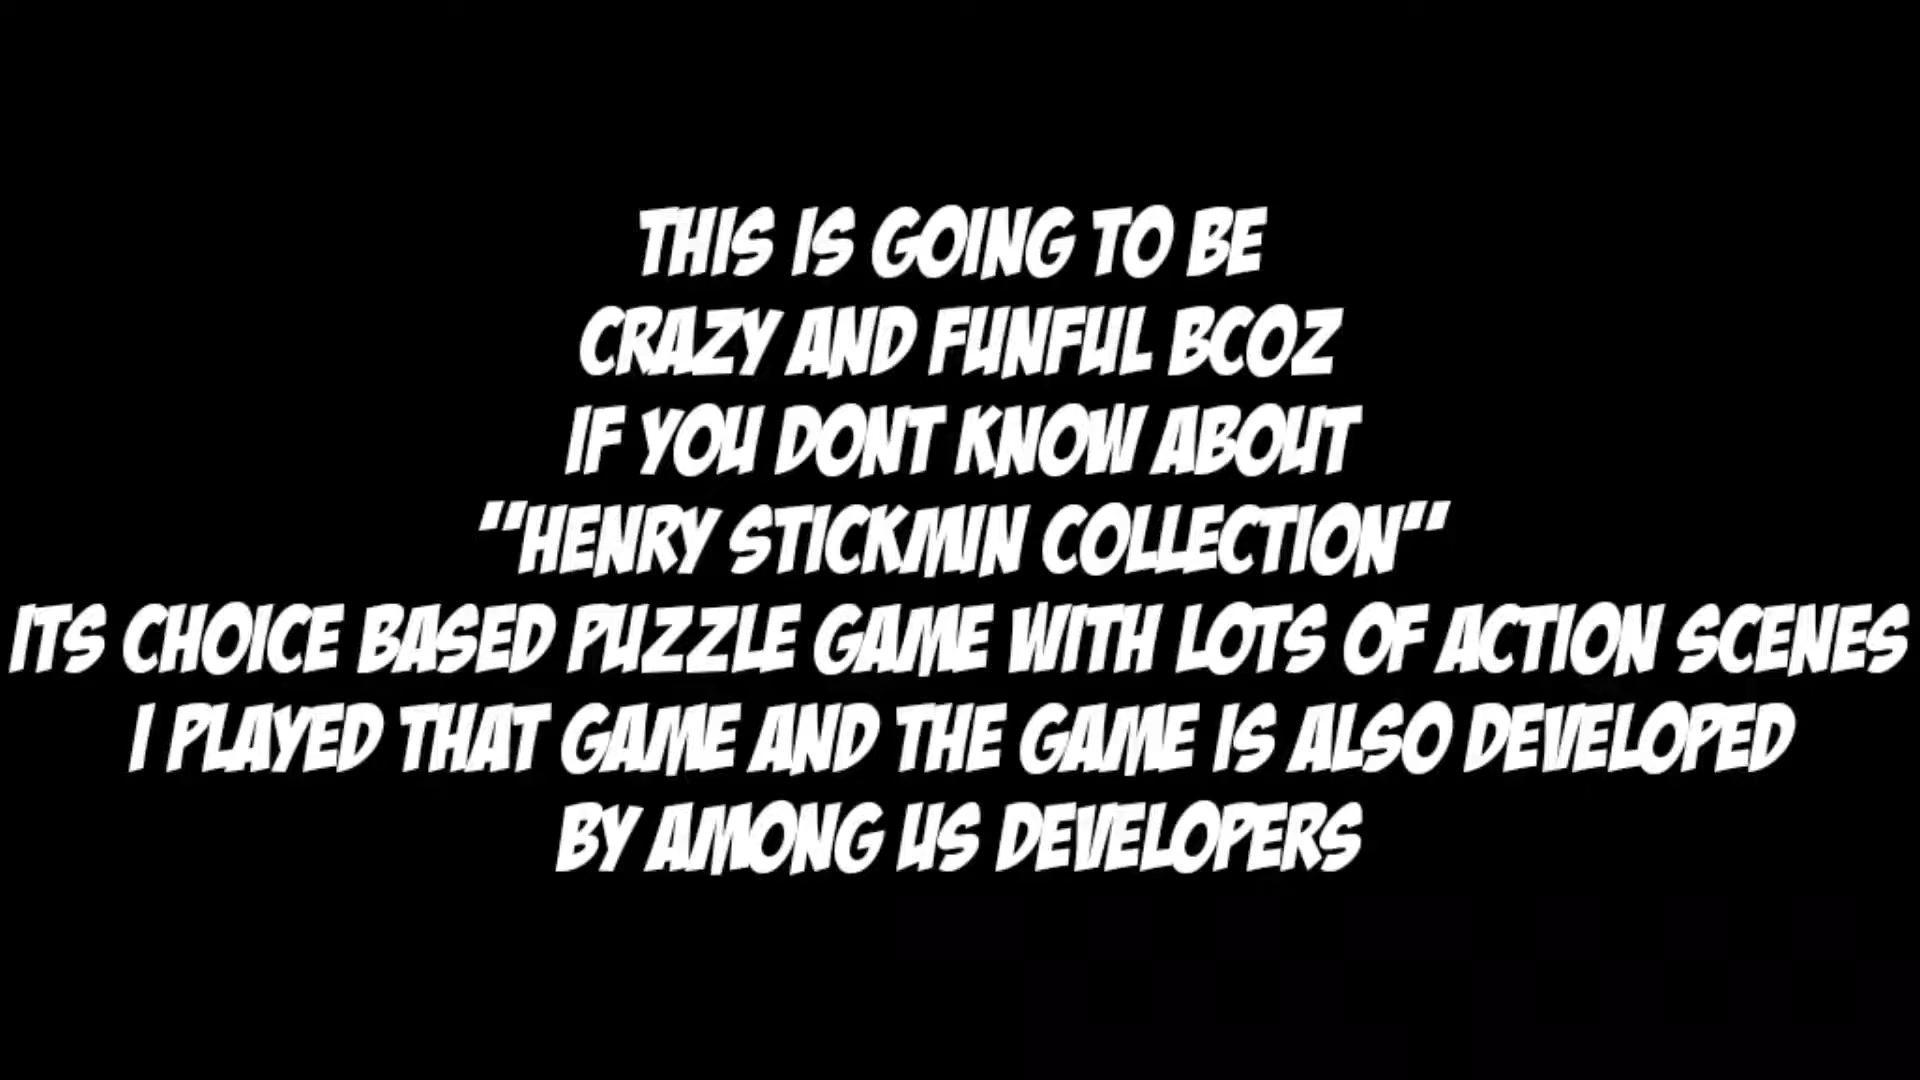 THIS IS GOING TO BE
CRAZY AND FUNFUL BCOZ
IF YOU DONT KNOW ABOUT
"HENRY STICKMIN COLLECTION"
ITS CHOICE BASED PUZZLE GAME WITH LOTS OF ACTION SCENES
I PLAYED THAT GAME AND THE GAME IS ALSO DEVELOPED
BY AMONG US DEVELOPERS